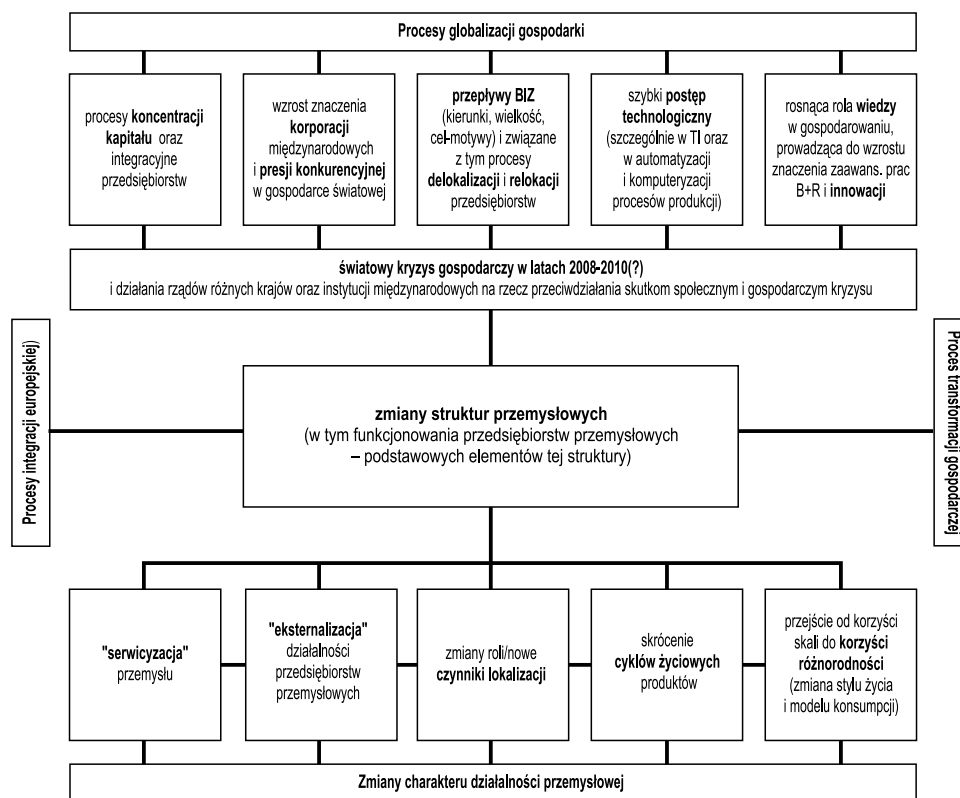 Procesy globalizacji gospodarki
procesy koncentracji
kapitału oraz
integracyjne
przedsiębiorstw
wzrost znaczenia
korporacji
międzynarodowych
i presji konkurencyjnej
w gospodarce światowej
przepływy BIZ
(kierunki, wielkość,
cel-motywy) i związane
z tym procesy
delokalizacji i relokacji
przedsiębiorstw
szybki postęp
technologiczny
(szczególnie w TI oraz
w automatyzacji
i komputeryzacji
procesów produkcji)
rosnąca rola wiedzy
w gospodarowaniu,
prowadząca do wzrostu
znaczenia zaawans. prac
B+R i innowacji
światowy kryzys gospodarczy w latach 2008-2010(?)
i działania rządów różnych krajów oraz instytucji międzynarodowych na rzecz przeciwdziałania skutkom społecznym i gospodarczym kryzysu
Procesy integracji europejskiej)
zmiany struktur przemysłowych
(w tym funkcjonowania przedsiębiorstw przemysłowych
– podstawowych elementów tej struktury)
Proces transformacji gospodarczej
"serwicyzacja"
przemysłu
"eksternalizacja"
działalności
przedsiębiorstw
przemysłowych
zmiany roli/nowe
czynniki lokalizacji
skrócenie
cyklów życiowych
produktów
przejście od korzyści
skali do korzyści
różnorodności
(zmiana stylu życia
i modelu konsumpcji)
Zmiany charakteru działalności przemysłowej